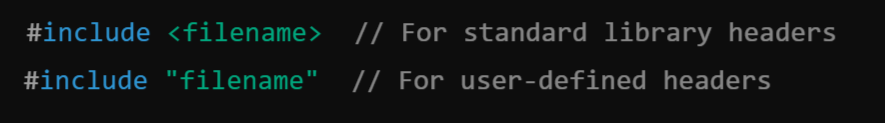 #include <filename>  // For standard library headers
#include "filename"  // For user-defined headers